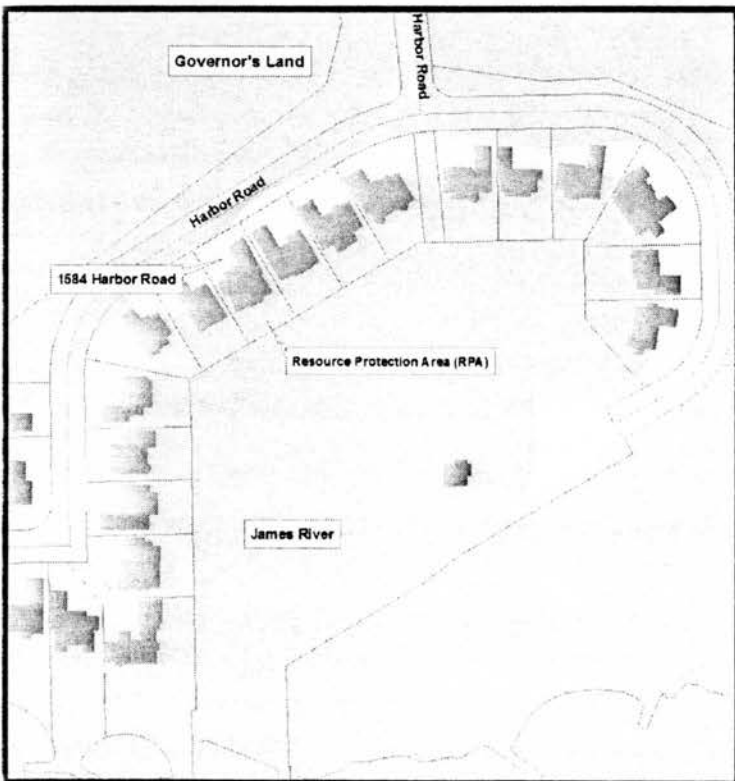 Governor's Land
Harbor Road
Harbor Road
1584 Harbor Road
Resource Protection Area (RPA)
James River